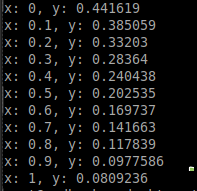 x: 0, y: 0.441619
x: 0.1, y: 0.385059
x: 0.2, y: 0.33203
x: 0.3, y: 0.28364
x: 0.4, y: 0.240438
x: 0.5, y: 0.202535
x: 0.6, y: 0.169737
x: 0.7, y: 0.141663
x: 0.8, y: 0.117839
x: 0.9, y: 0.0977586
x: 1, y: 0.0809236